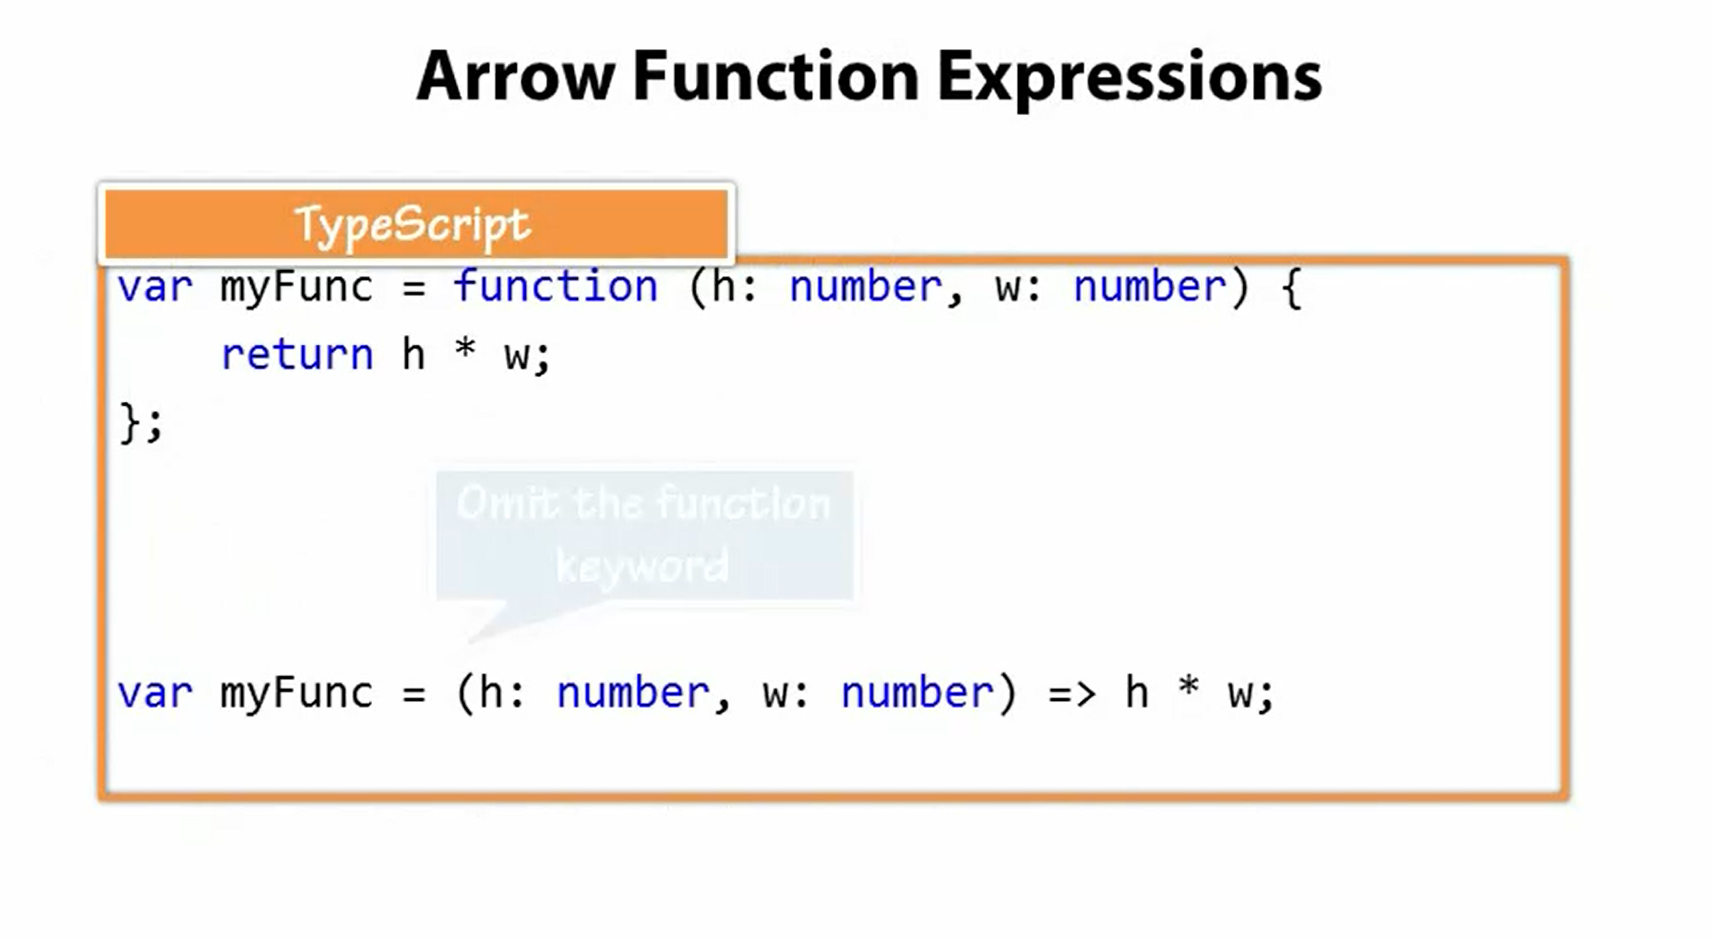 Arrow Function Expressions
TypeScript
var myFunc = function (h: number, w: number) {
    return h * w;
};
Omit the function
keyword
var myFunc = (h: number, w: number) => h * w;